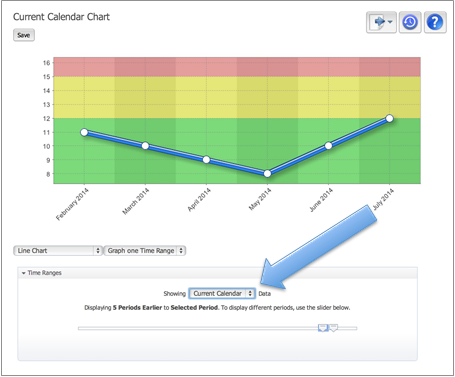 Current Calendar Chart
Save
?
16
15
14
13
12
11
10
9
8
February 2014
March 2014
April 2014
May 2014
June 2014
July 2014
Line Chart
Graph one Time Range
Time Ranges
Showing Current Calendar Data
Displaying 5 Periods Earlier to Selected Period. To display different periods, use the slider below.